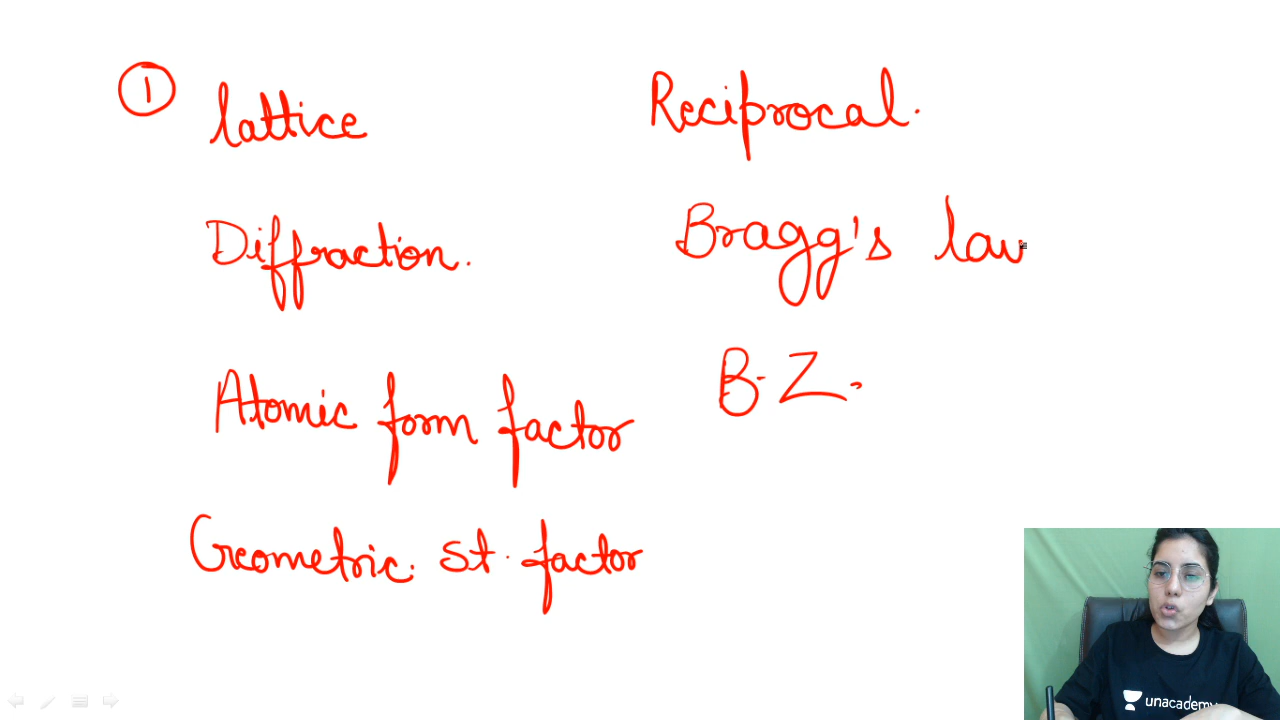 ① lattice Reciprocal.
Diffraction. Bragg's law
Atomic form factor B.Z.
Geometric. st. factor
unacademy